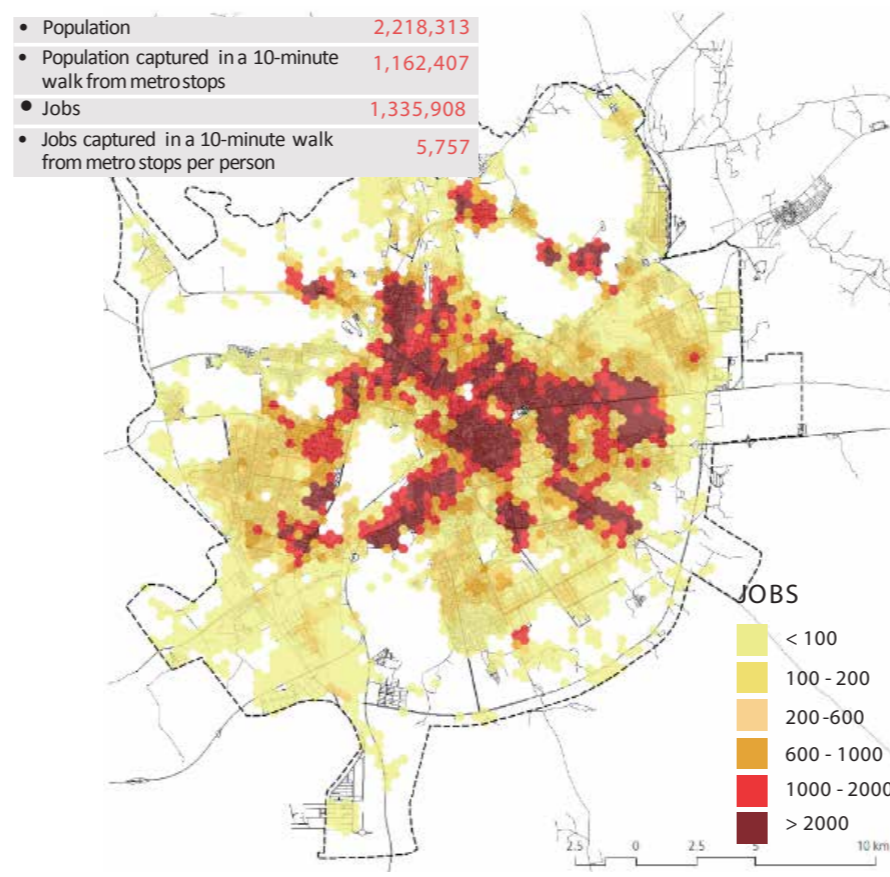 • Population 2,218,313
• Population captured in a 10-minute 1,162,407
walk from metro stops
• Jobs 1,335,908
• Jobs captured in a 10-minute walk 5,757
from metro stops per person
JOBS
< 100
100 - 200
200 -600
600 - 1000
1000 - 2000
> 2000
2.5 0 2.5 5 10 km